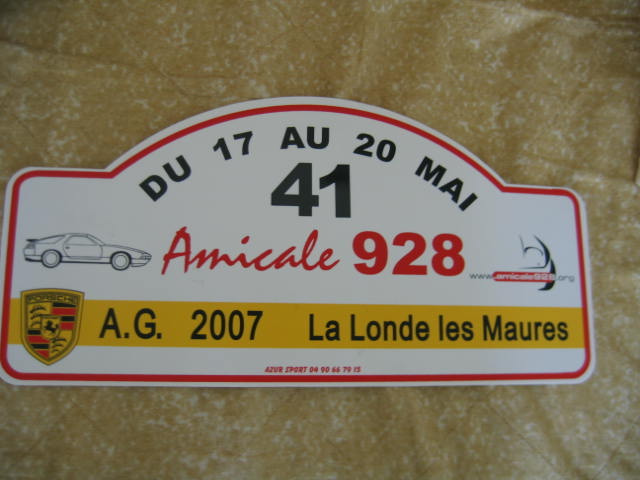 DU 17 AU 20 MAI
41
Amicale 928
www.amicale928.org
PORSCHE
A.G. 2007 La Londe les Maures
AZUR SPORT 04 90 66 79 15